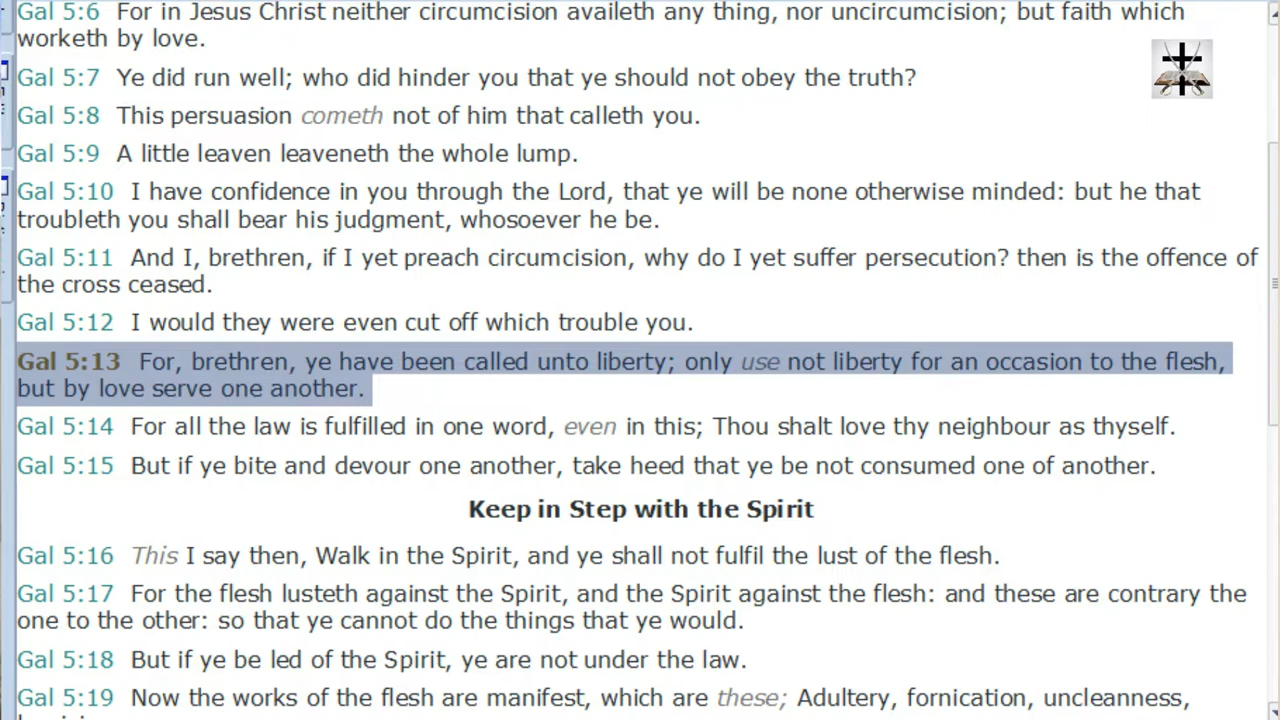 Gal 5:6 For in Jesus Christ neither circumcision availeth any thing, nor uncircumcision; but faith which
worketh by love.
Gal 5:7 Ye did run well; who did hinder you that ye should not obey the truth?
Gal 5:8 This persuasion cometh not of him that calleth you.
Gal 5:9 A little leaven leaveneth the whole lump.
Gal 5:10 I have confidence in you through the Lord, that ye will be none otherwise minded: but he that
troubleth you shall bear his judgment, whosoever he be.
Gal 5:11 And I, brethren, if I yet preach circumcision, why do I yet suffer persecution? then is the offence of
the cross ceased.
Gal 5:12 I would they were even cut off which trouble you.
Gal 5:13 For, brethren, ye have been called unto liberty; only use not liberty for an occasion to the flesh,
but by love serve one another.
Gal 5:14 For all the law is fulfilled in one word, even in this; Thou shalt love thy neighbour as thyself.
Gal 5:15 But if ye bite and devour one another, take heed that ye be not consumed one of another.
Keep in Step with the Spirit
Gal 5:16 This I say then, Walk in the Spirit, and ye shall not fulfil the lust of the flesh.
Gal 5:17 For the flesh lusteth against the Spirit, and the Spirit against the flesh: and these are contrary the
one to the other: so that ye cannot do the things that ye would.
Gal 5:18 But if ye be led of the Spirit, ye are not under the law.
Gal 5:19 Now the works of the flesh are manifest, which are these; Adultery, fornication, uncleanness,